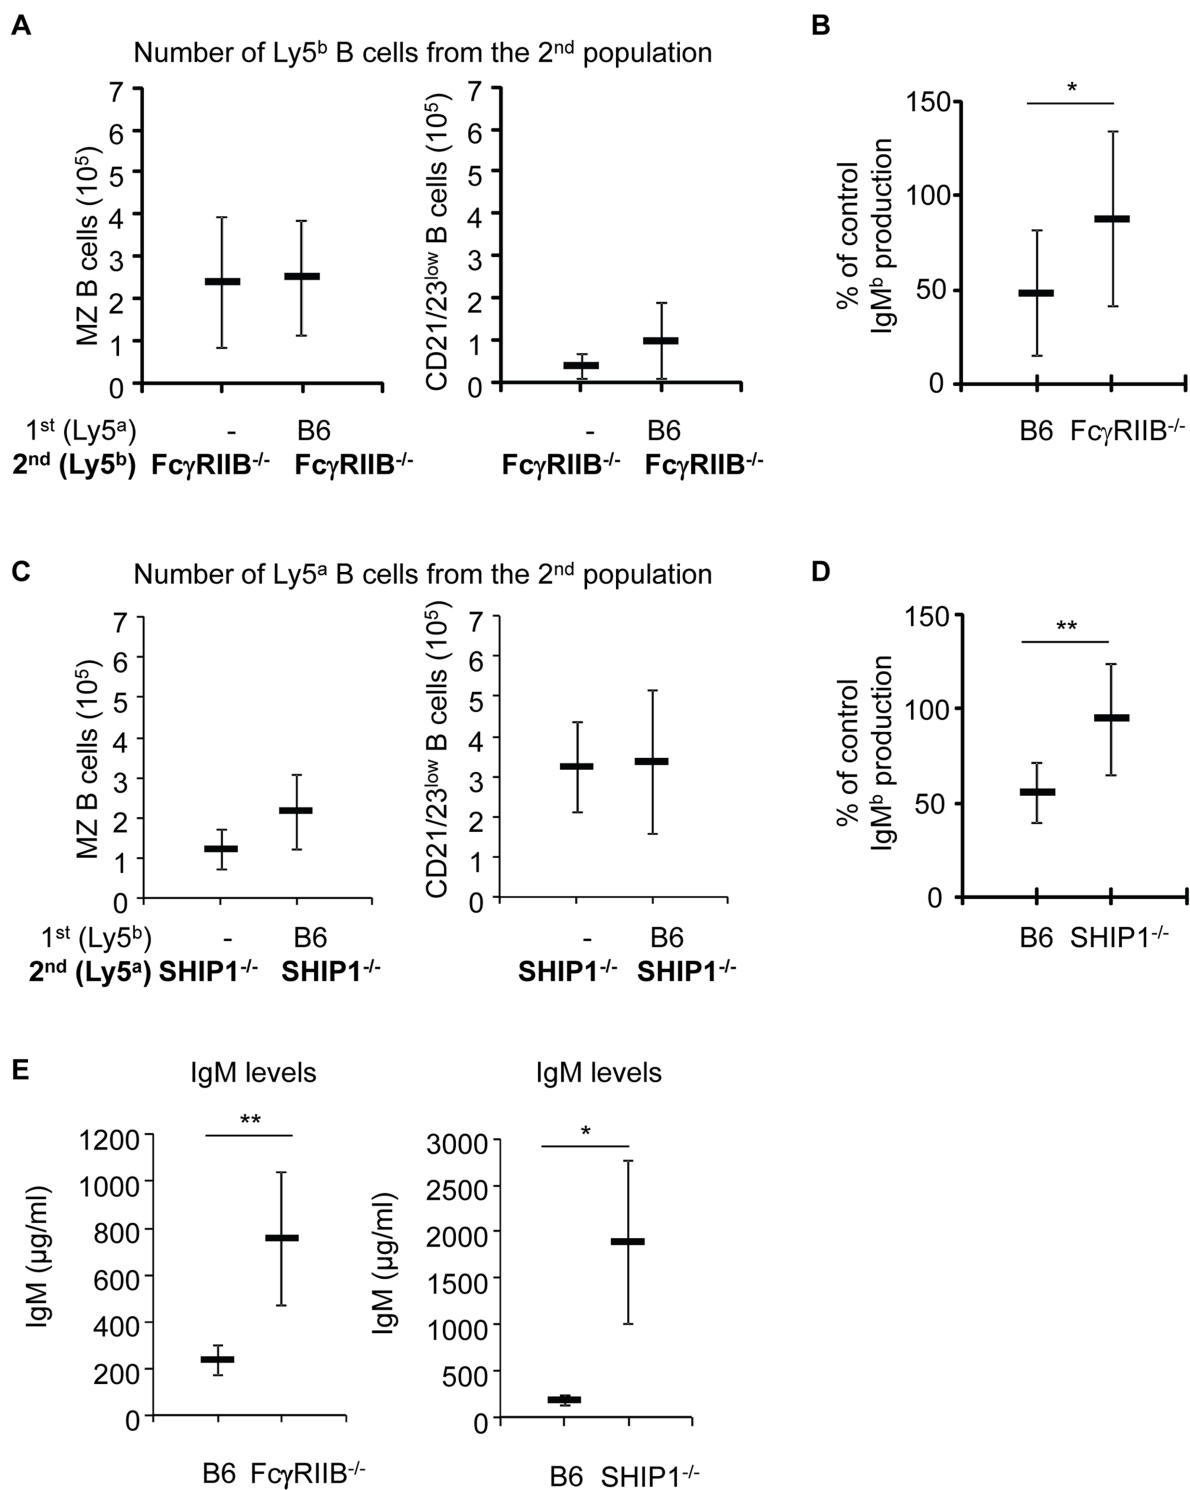 A
Number of Ly5ᵇ B cells from the 2ⁿᵈ population
MZ B cells (10⁵)
7
6
5
4
3
2
1
0
CD21/23ˡᵒʷ B cells (10⁵)
7
6
5
4
3
2
1
0
1ˢᵗ (Ly5ᵃ) - B6 - B6
2ⁿᵈ (Ly5ᵇ) FcγRIIB⁻/⁻ FcγRIIB⁻/⁻ FcγRIIB⁻/⁻ FcγRIIB⁻/⁻
B
% of control
IgMᵇ production
150
100
50
0
*
B6 FcγRIIB⁻/⁻
C
Number of Ly5ᵃ B cells from the 2ⁿᵈ population
MZ B cells (10⁵)
7
6
5
4
3
2
1
0
CD21/23ˡᵒʷ B cells (10⁵)
7
6
5
4
3
2
1
0
1ˢᵗ (Ly5ᵇ) - B6 - B6
2ⁿᵈ (Ly5ᵃ) SHIP1⁻/⁻ SHIP1⁻/⁻ SHIP1⁻/⁻ SHIP1⁻/⁻
D
% of control
IgMᵇ production
150
100
50
0
**
B6 SHIP1⁻/⁻
E
IgM levels
IgM (μg/ml)
1200
1000
800
600
400
200
0
**
B6 FcγRIIB⁻/⁻
IgM levels
IgM (μg/ml)
3000
2500
2000
1500
1000
500
0
*
B6 SHIP1⁻/⁻